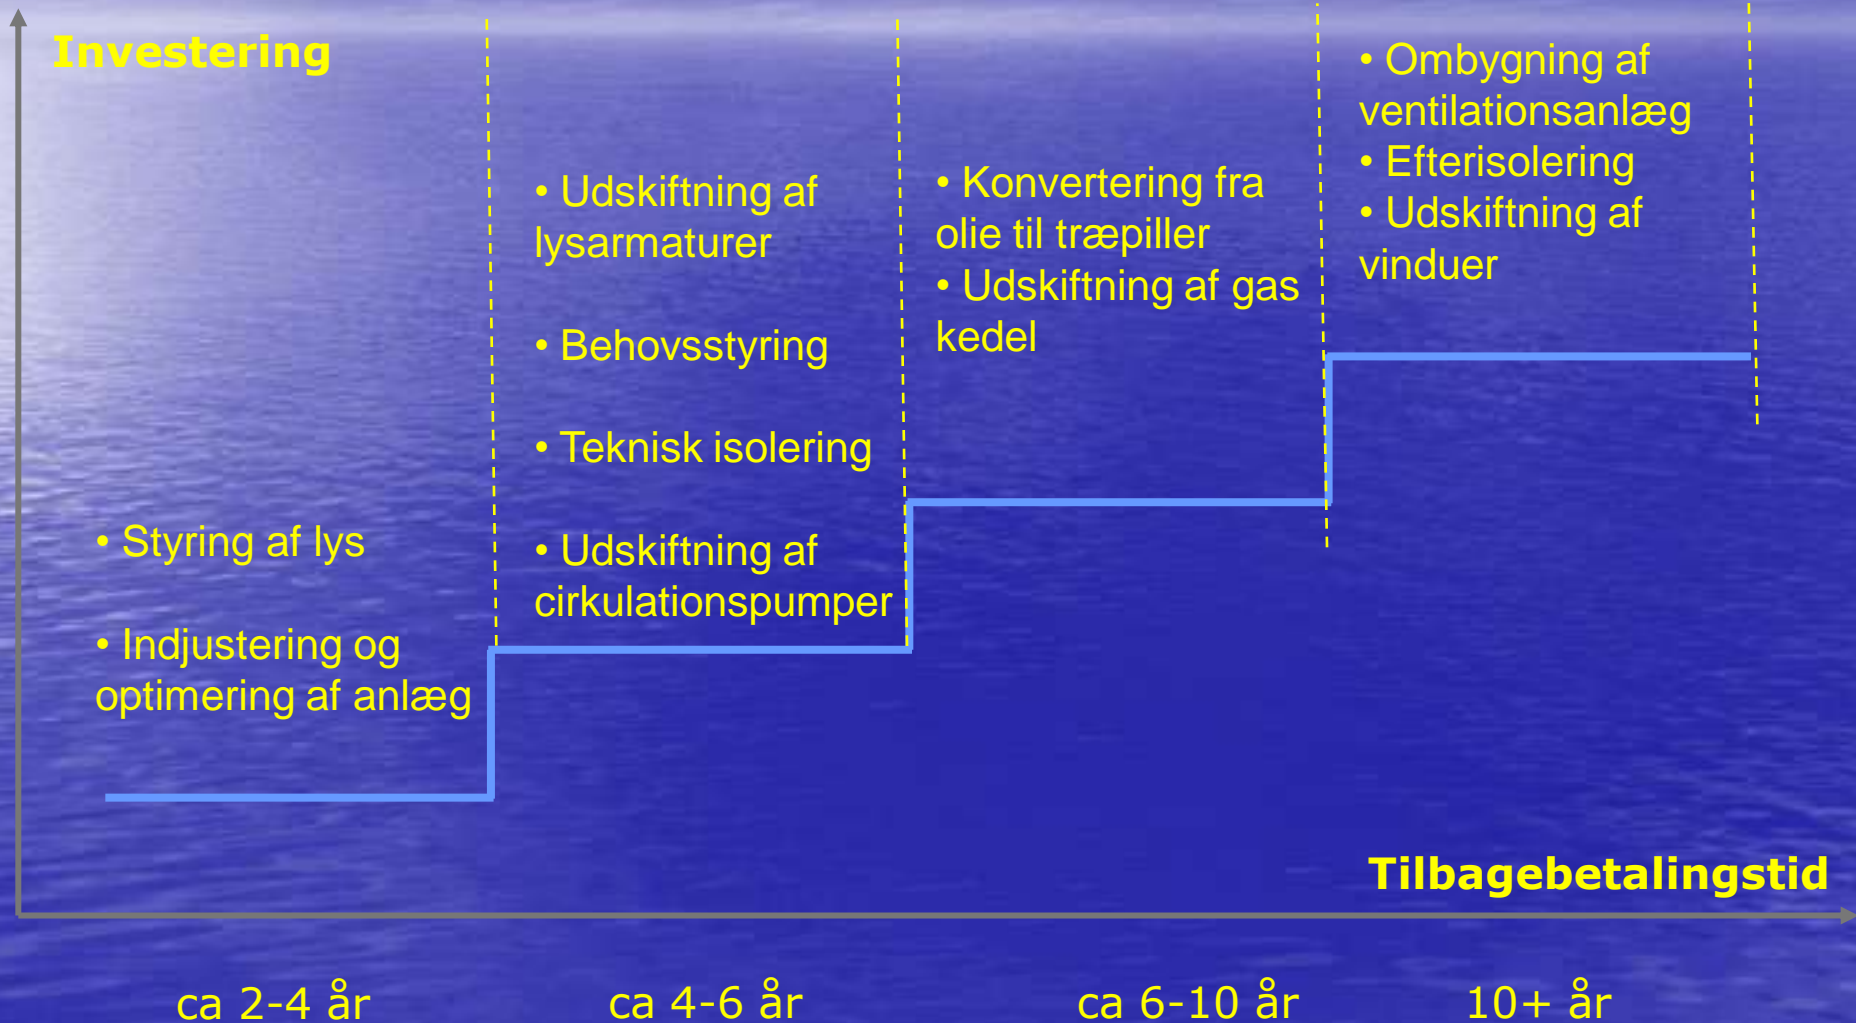 Investering
• Styring af lys
• Indjustering og
optimering af anlæg
• Udskiftning af
lysarmaturer
• Behovsstyring
• Teknisk isolering
• Udskiftning af
cirkulationspumper
• Konvertering fra
olie til træpiller
• Udskiftning af gas
kedel
• Ombygning af
ventilationsanlæg
• Efterisolering
• Udskiftning af
vinduer
Tilbagebetalingstid
ca 2-4 år
ca 4-6 år
ca 6-10 år
10+ år